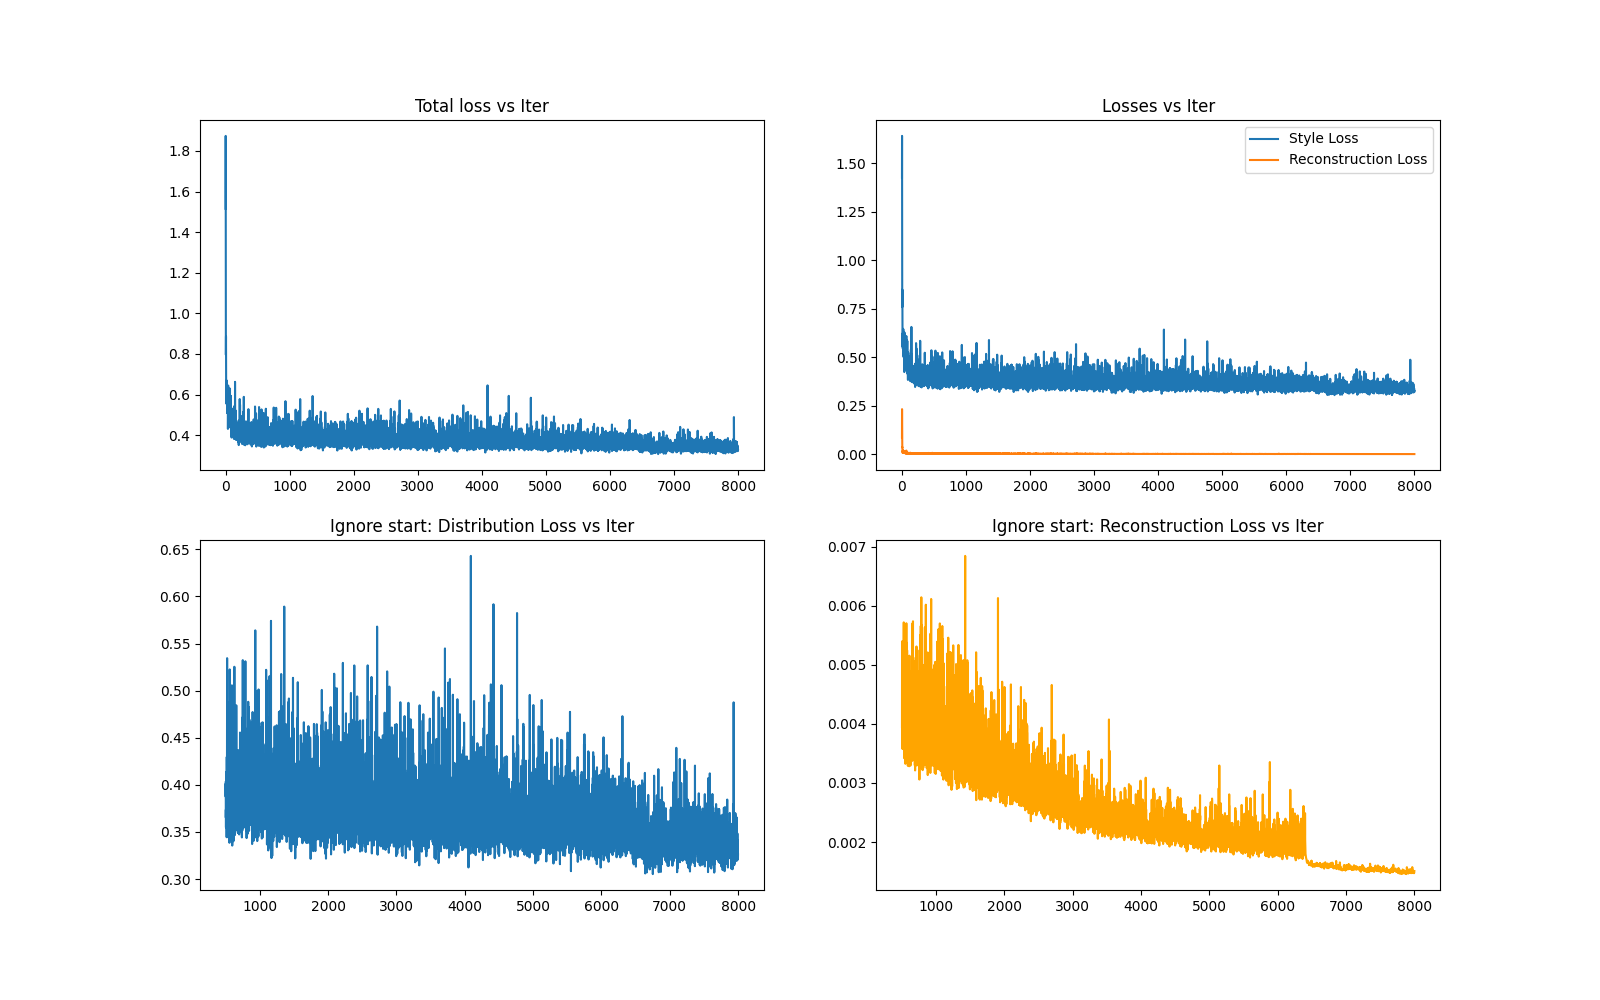 Total loss vs Iter
1.8
1.6
1.4
1.2
1.0
0.8
0.6
0.4
0 1000 2000 3000 4000 5000 6000 7000 8000
Losses vs Iter
Style Loss
Reconstruction Loss
1.50
1.25
1.00
0.75
0.50
0.25
0.00
0 1000 2000 3000 4000 5000 6000 7000 8000
Ignore start: Distribution Loss vs Iter
0.65
0.60
0.55
0.50
0.45
0.40
0.35
0.30
1000 2000 3000 4000 5000 6000 7000 8000
Ignore start: Reconstruction Loss vs Iter
0.007
0.006
0.005
0.004
0.003
0.002
1000 2000 3000 4000 5000 6000 7000 8000